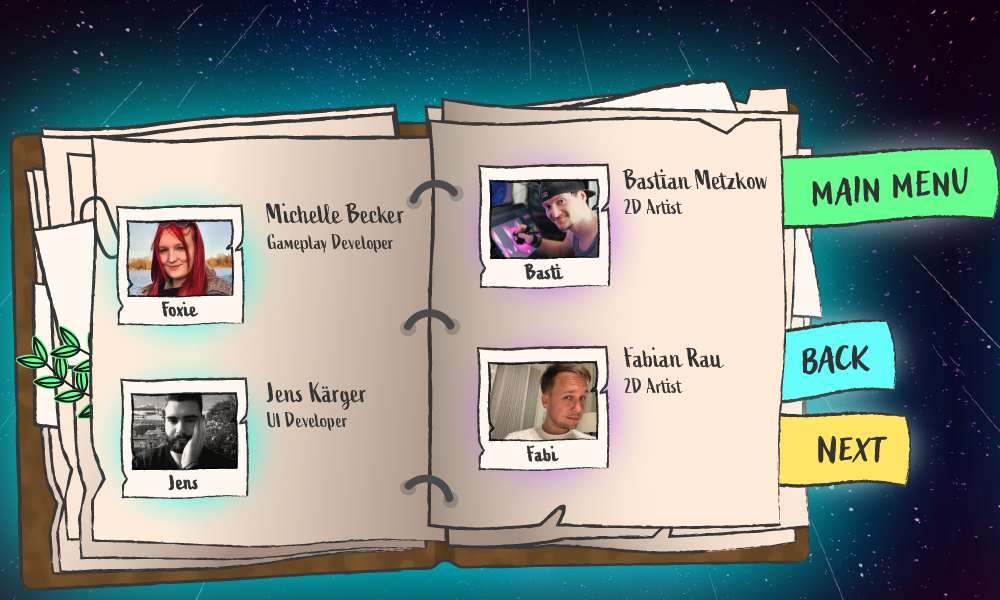 Michelle Becker
Gameplay Developer
Foxie
Jens Kärger
UI Developer
Jens
Bastian Metzkow
2D Artist
Basti
Fabian Rau
2D Artist
Fabi
MAIN MENU
BACK
NEXT